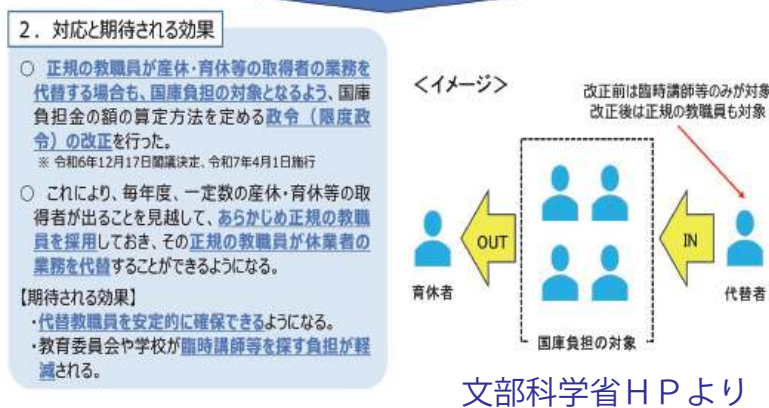 2．対応と期待される効果
○ 正規の教職員が産休・育休等の取得者の業務を
代替する場合も、国庫負担の対象となるよう、国庫
負担金の額の算定方法を定める政令（限度政
令）の改正を行った。
※ 令和6年12月17日閣議決定、令和7年4月1日施行
○ これにより、毎年度、一定数の産休・育休等の取
得者が出ることを見越して、あらかじめ正規の教職
員を採用しておき、その正規の教職員が休業者の
業務を代替することができるようになる。
【期待される効果】
・代替教職員を安定的に確保できるようになる。
・教育委員会や学校が臨時講師等を探す負担が軽
減される。
＜イメージ＞
改正前は臨時講師等のみが対象
改正後は正規の教職員も対象
OUT
IN
育休者
代替者
国庫負担の対象
文部科学省ＨＰより